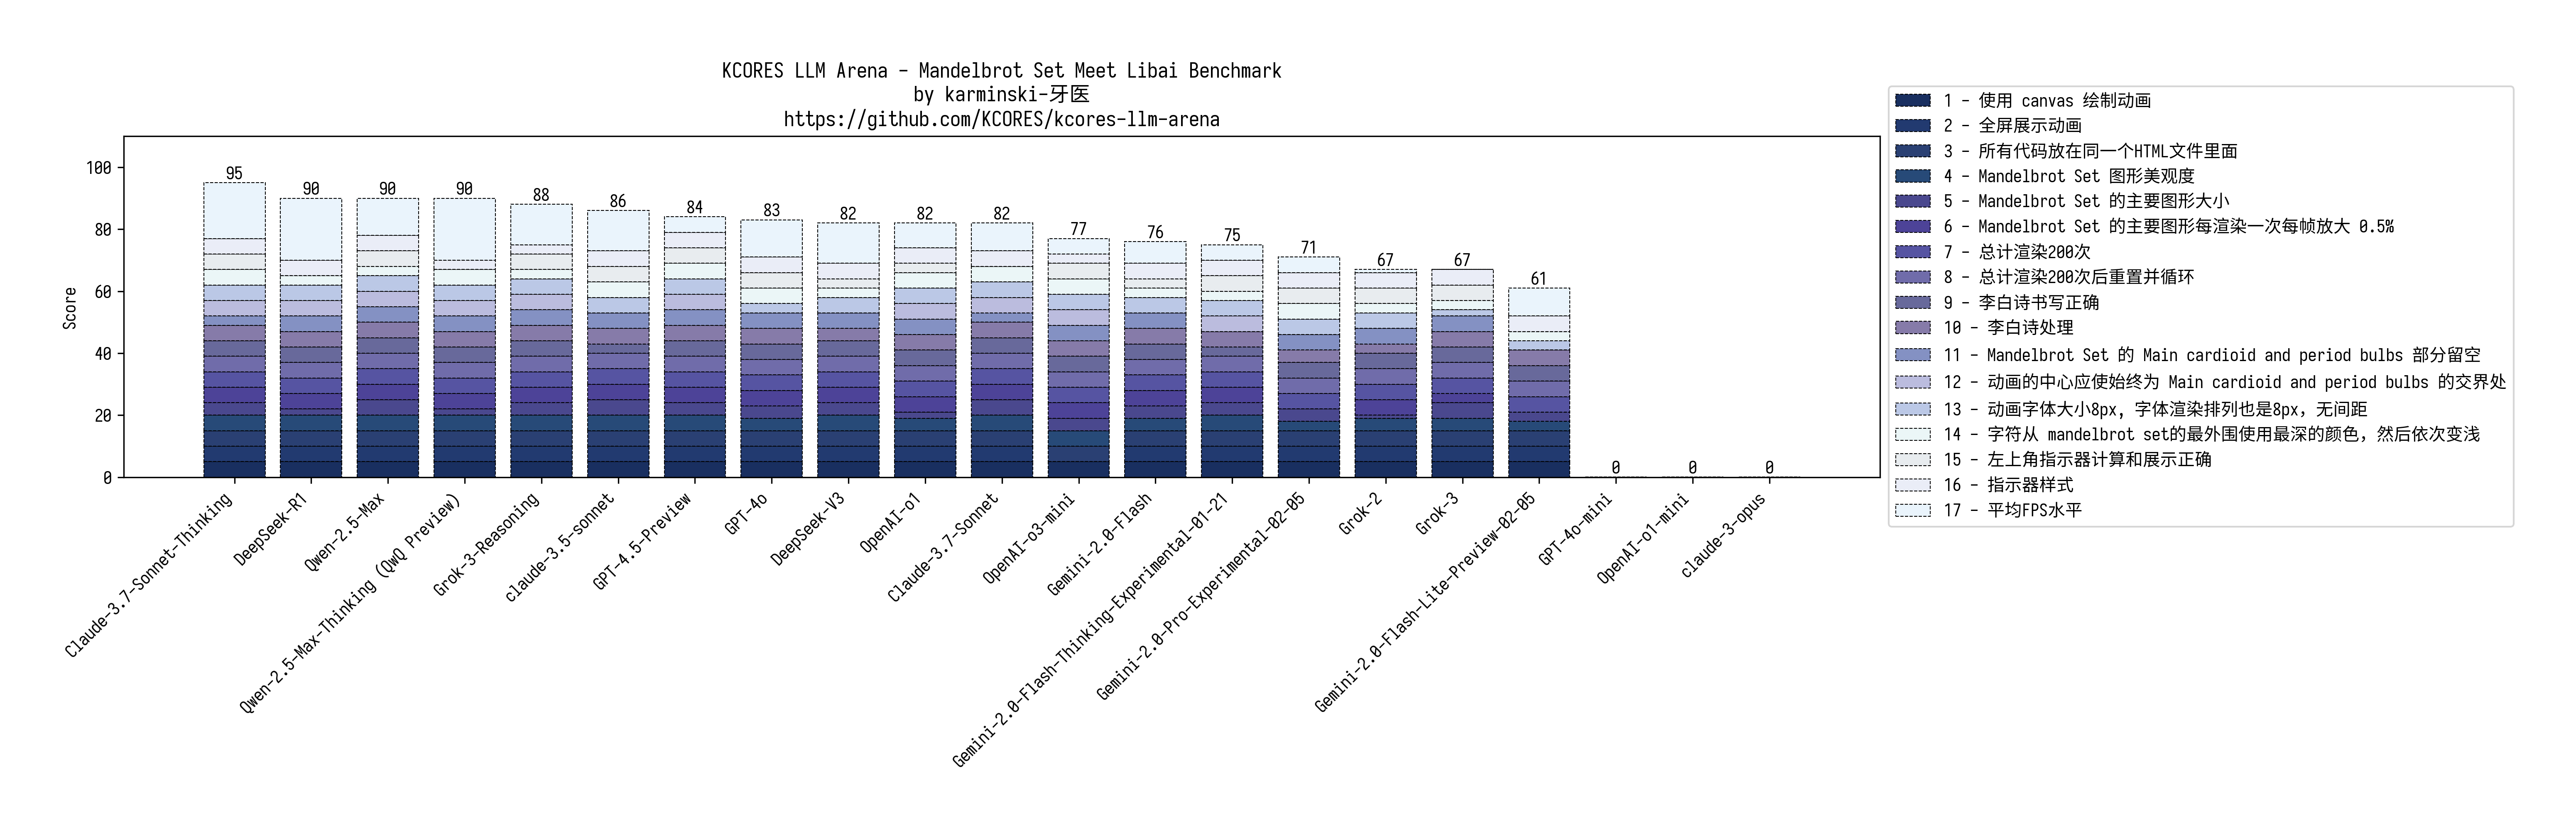 KCORES LLM Arena - Mandelbrot Set Meet Libai Benchmark
by karminski-牙医
https://github.com/KCORES/kcores-llm-arena
Score
100
80
60
40
20
0
95
90
90
90
88
86
84
83
82
82
82
77
76
75
71
67
67
61
0
0
0
Claude-3.7-Sonnet-Thinking
DeepSeek-R1
Qwen-2.5-Max
Qwen-2.5-Max-Thinking (QwQ Preview)
Grok-3-Reasoning
claude-3.5-sonnet
GPT-4.5-Preview
GPT-4o
DeepSeek-V3
OpenAI-o1
Claude-3.7-Sonnet
OpenAI-o3-mini
Gemini-2.0-Flash
Gemini-2.0-Flash-Thinking-Experimental-01-21
Gemini-2.0-Pro-Experimental-02-05
Grok-2
Grok-3
Gemini-2.0-Flash-Lite-Preview-02-05
GPT-4o-mini
OpenAI-o1-mini
claude-3-opus
1 - 使用 canvas 绘制动画
2 - 全屏展示动画
3 - 所有代码放在同一个HTML文件里面
4 - Mandelbrot Set 图形美观度
5 - Mandelbrot Set 的主要图形大小
6 - Mandelbrot Set 的主要图形每渲染一次每帧放大 0.5%
7 - 总计渲染200次
8 - 总计渲染200次后重置并循环
9 - 李白诗书写正确
10 - 李白诗处理
11 - Mandelbrot Set 的 Main cardioid and period bulbs 部分留空
12 - 动画的中心应使始终为 Main cardioid and period bulbs 的交界处
13 - 动画字体大小8px，字体渲染排列也是8px，无间距
14 - 字符从 mandelbrot set的最外围使用最深的颜色，然后依次变浅
15 - 左上角指示器计算和展示正确
16 - 指示器样式
17 - 平均FPS水平